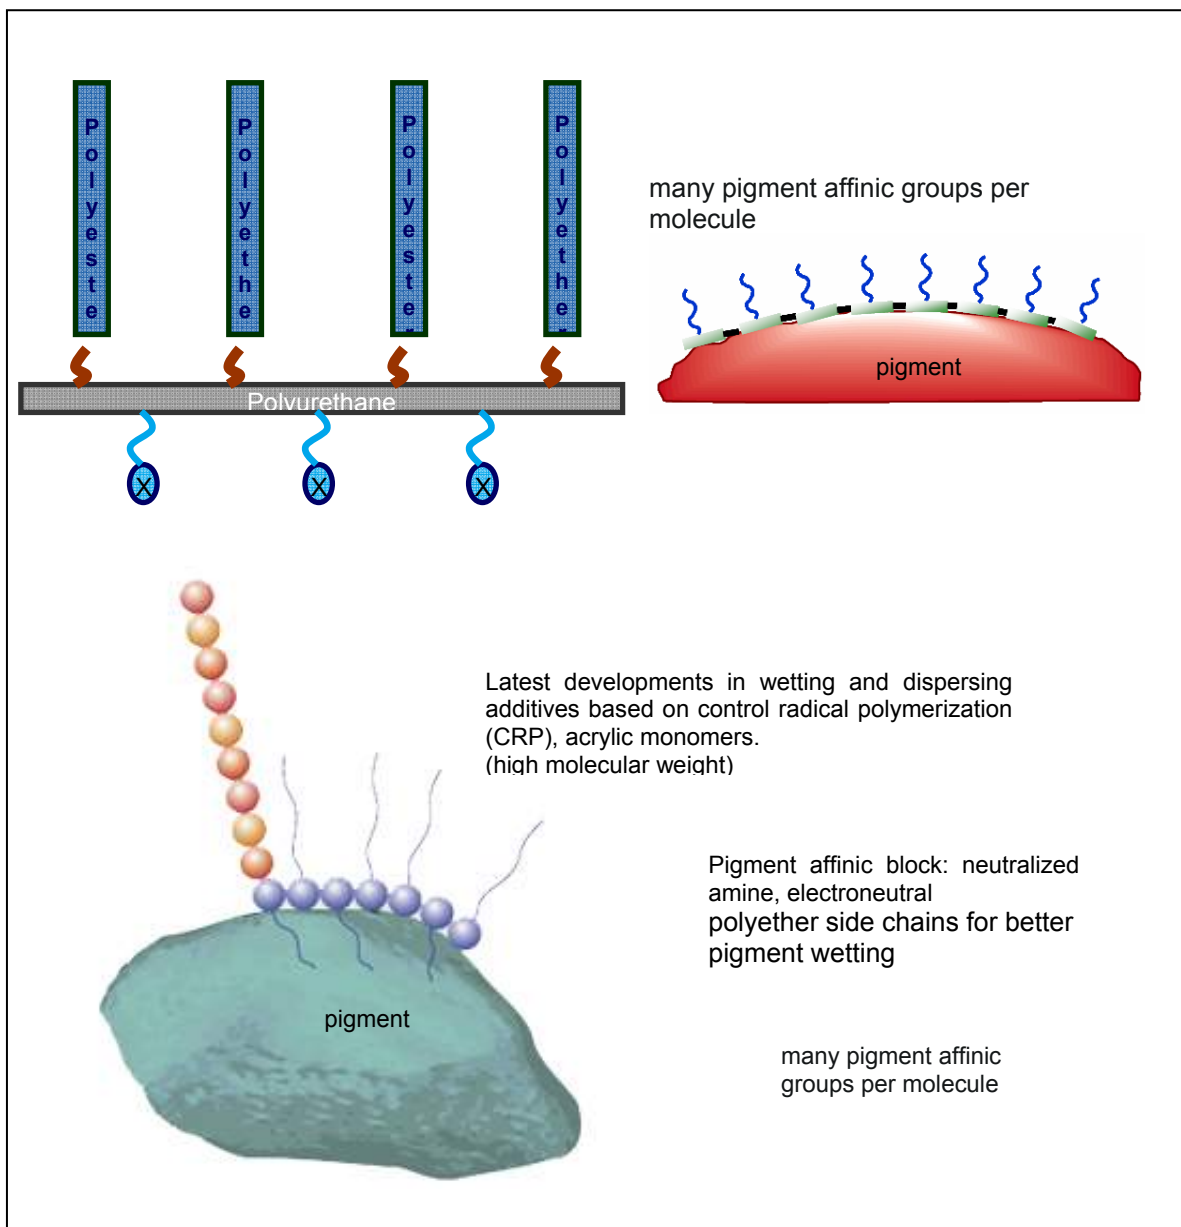 Polyeste
Polyethe
Polyester
Polyether
Polyurethane
X
X
X
many pigment affinic groups per
molecule
pigment
Latest developments in wetting and dispersing
additives based on control radical polymerization
(CRP), acrylic monomers.
(high molecular weight)
Pigment affinic block: neutralized
amine, electroneutral
polyether side chains for better
pigment wetting
pigment
many pigment affinic
groups per molecule